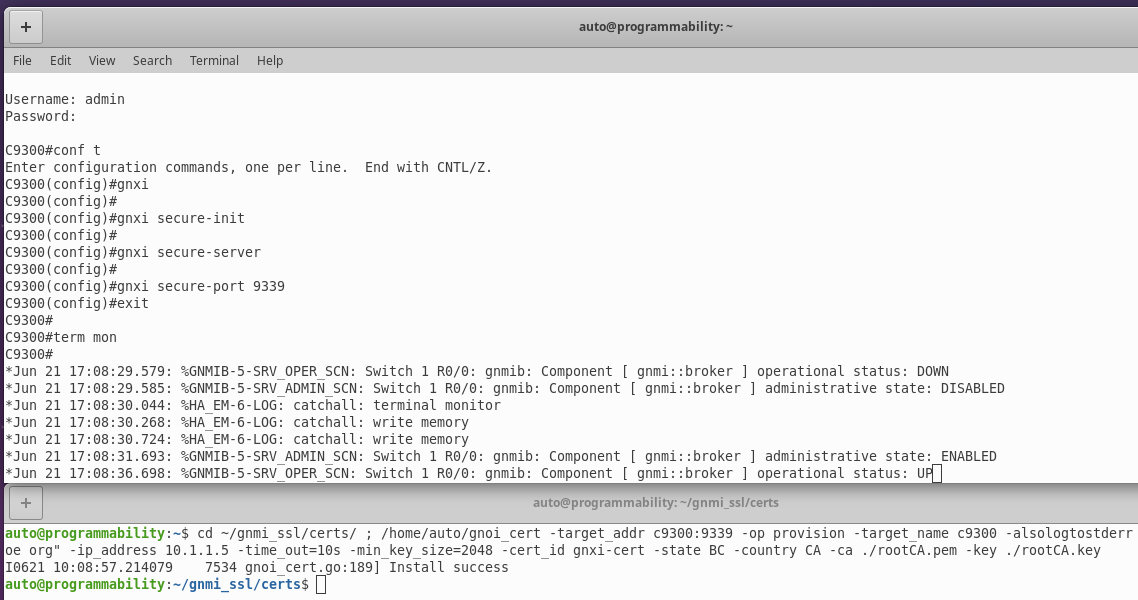 +
auto@programmability: ~
File Edit View Search Terminal Help
Username: admin
Password:
C9300#conf t
Enter configuration commands, one per line.  End with CNTL/Z.
C9300(config)#gnxi
C9300(config)#
C9300(config)#gnxi secure-init
C9300(config)#
C9300(config)#gnxi secure-server
C9300(config)#
C9300(config)#gnxi secure-port 9339
C9300(config)#exit
C9300#
C9300#term mon
C9300#
*Jun 21 17:08:29.579: %GNMIB-5-SRV_OPER_SCN: Switch 1 R0/0: gnmib: Component [ gnmi::broker ] operational status: DOWN
*Jun 21 17:08:29.585: %GNMIB-5-SRV_ADMIN_SCN: Switch 1 R0/0: gnmib: Component [ gnmi::broker ] administrative state: DISABLED
*Jun 21 17:08:30.044: %HA_EM-6-LOG: catchall: terminal monitor
*Jun 21 17:08:30.268: %HA_EM-6-LOG: catchall: write memory
*Jun 21 17:08:30.724: %HA_EM-6-LOG: catchall: write memory
*Jun 21 17:08:31.693: %GNMIB-5-SRV_ADMIN_SCN: Switch 1 R0/0: gnmib: Component [ gnmi::broker ] administrative state: ENABLED
*Jun 21 17:08:36.698: %GNMIB-5-SRV_OPER_SCN: Switch 1 R0/0: gnmib: Component [ gnmi::broker ] operational status: UP
+
auto@programmability: ~/gnmi_ssl/certs
auto@programmability:~$ cd ~/gnmi_ssl/certs/ ; /home/auto/gnoi_cert -target_addr c9300:9339 -op provision -target_name c9300 -alsologtostderr
oe org" -ip_address 10.1.1.5 -time_out=10s -min_key_size=2048 -cert_id gnxi-cert -state BC -country CA -ca ./rootCA.pem -key ./rootCA.key
I0621 10:08:57.214079    7534 gnoi_cert.go:189] Install success
auto@programmability:~/gnmi_ssl/certs$